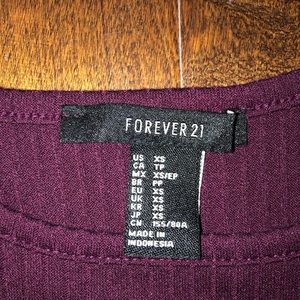 FOREVER 21
US XS
CA TP
MX XS/EP
BR PP
EU XS
UK XS
KR XS
JP XS
CN 155/80A
MADE IN
INDONESIA